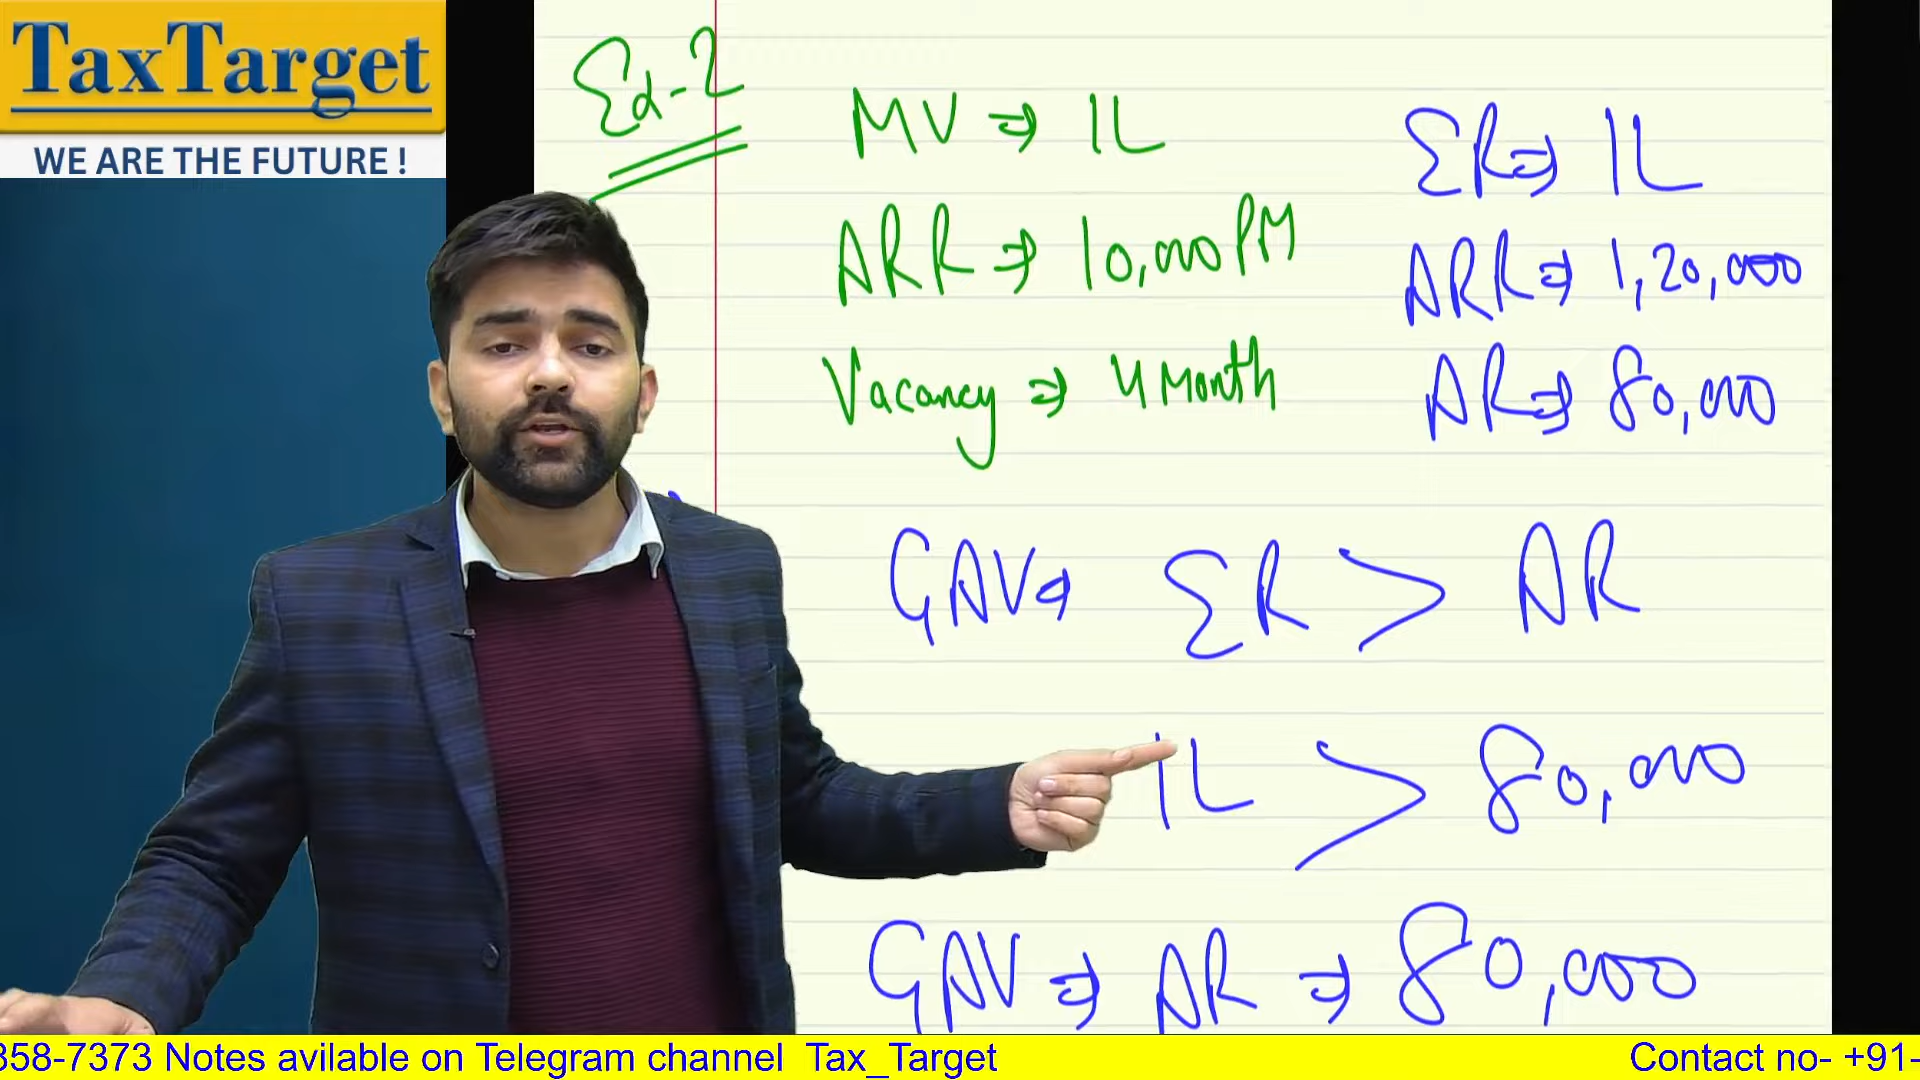 TaxTarget
WE ARE THE FUTURE !
Ex-2
MV ⇒ 1L
ARR ⇒ 10,000 PM
Vacancy ⇒ 4 Month
ER ⇒ 1L
ARR ⇒ 1,20,000
AR ⇒ 80,000
GAV ⇒ ER > AR
1L > 80,000
GAV ⇒ AR ⇒ 80,000
358-7373 Notes avilable on Telegram channel Tax_Target Contact no- +91-